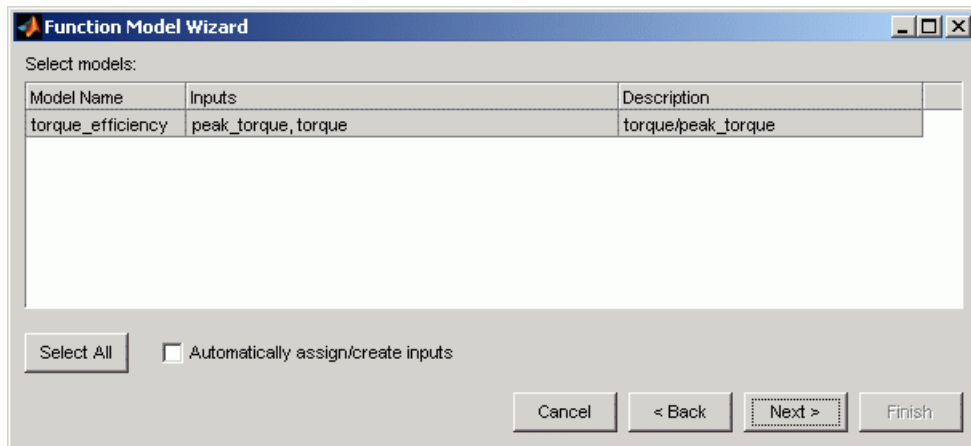 Function Model Wizard
Select models:
Model Name Inputs Description
torque_efficiency peak_torque, torque torque/peak_torque
Select All Automatically assign/create inputs
Cancel < Back Next > Finish